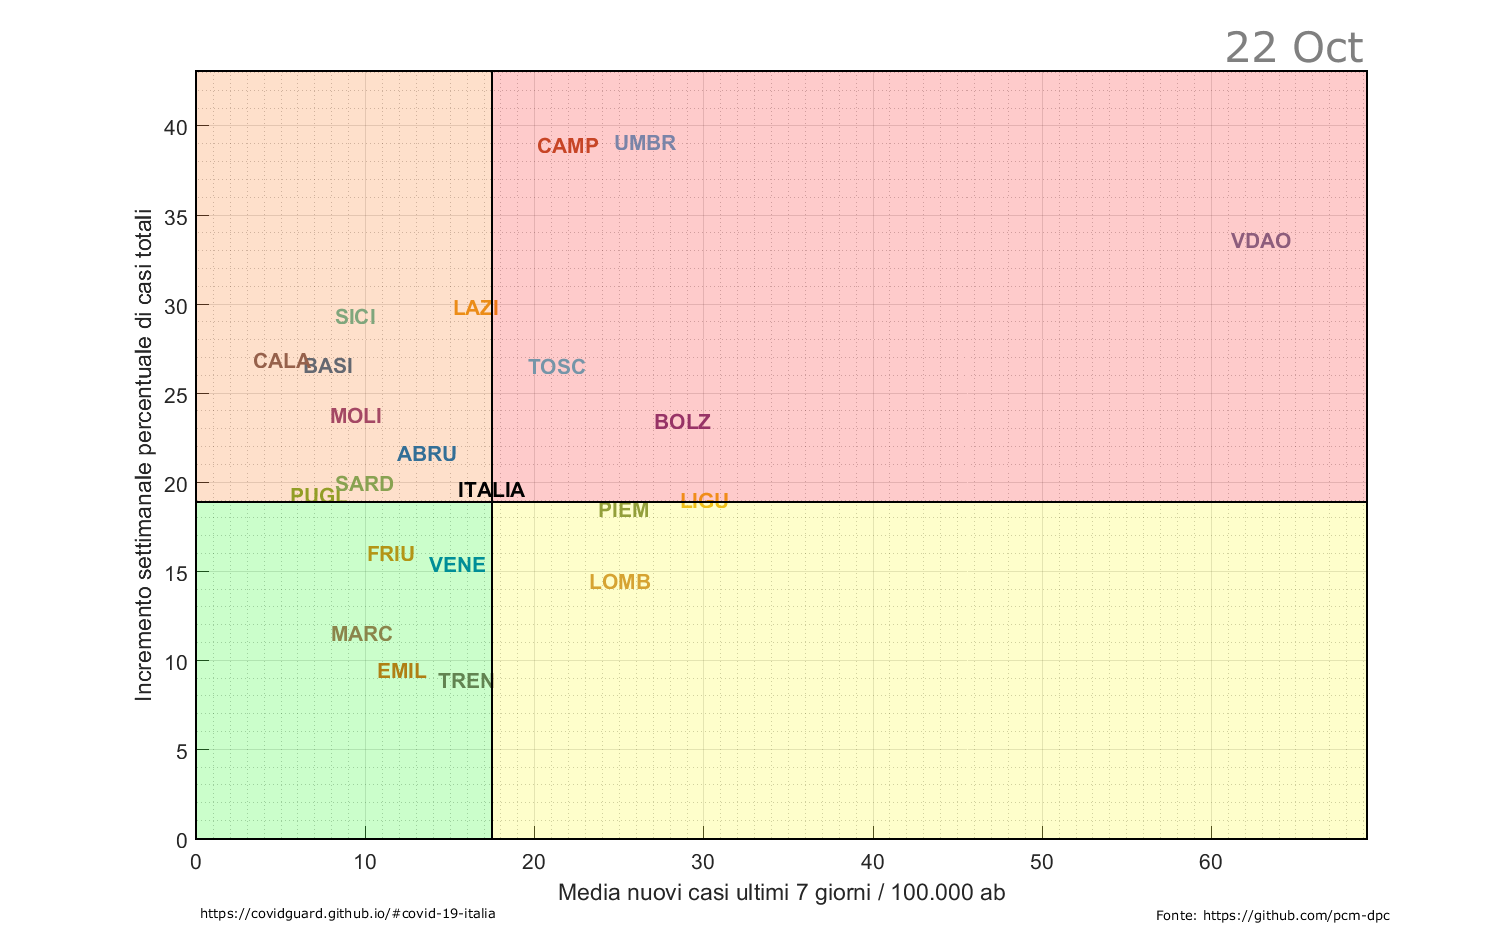 22 Oct
Incremento settimanale percentuale di casi totali
40
35
30
25
20
15
10
5
0
CAMP
UMBR
VDAO
LAZI
SICI
CALA
BASI
TOSC
MOLI
BOLZ
ABRU
SARD
ITALIA
PUGL
LIGU
PIEM
FRIU
VENE
LOMB
MARC
EMIL
TREN
0
10
20
30
40
50
60
Media nuovi casi ultimi 7 giorni / 100.000 ab
https://covidguard.github.io/#covid-19-italia
Fonte: https://github.com/pcm-dpc